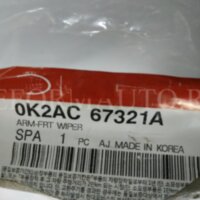 0K2AC 67321A
ARM-FRT WIPER
SPA 1 PC AJ MADE IN KOREA